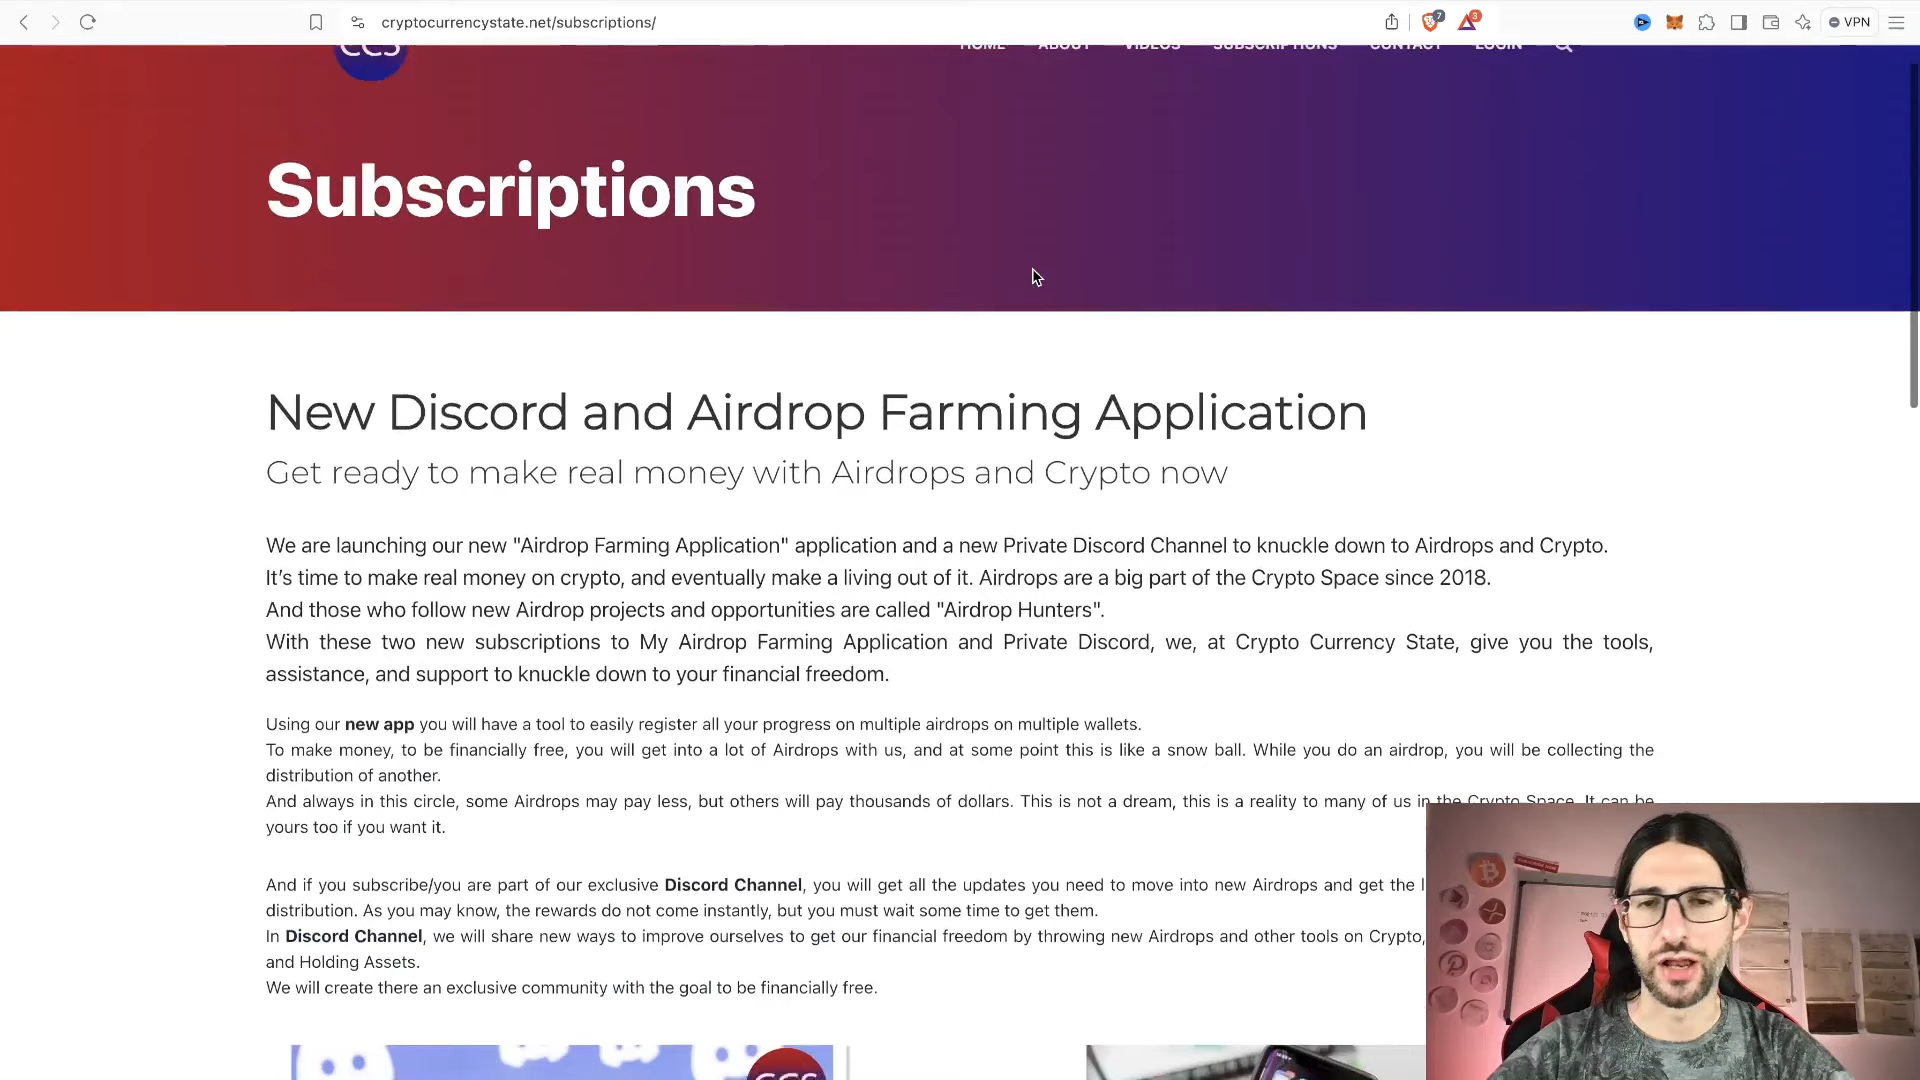 cryptocurrencystate.net/subscriptions/
7
3
VPN
CCS
HOME ABOUT VIDEOS SUBSCRIPTIONS CONTACT LOGIN
Subscriptions
New Discord and Airdrop Farming Application
Get ready to make real money with Airdrops and Crypto now
We are launching our new "Airdrop Farming Application" application and a new Private Discord Channel to knuckle down to Airdrops and Crypto.
It's time to make real money on crypto, and eventually make a living out of it. Airdrops are a big part of the Crypto Space since 2018.
And those who follow new Airdrop projects and opportunities are called "Airdrop Hunters".
With these two new subscriptions to My Airdrop Farming Application and Private Discord, we, at Crypto Currency State, give you the tools,
assistance, and support to knuckle down to your financial freedom.
Using our new app you will have a tool to easily register all your progress on multiple airdrops on multiple wallets.
To make money, to be financially free, you will get into a lot of Airdrops with us, and at some point this is like a snow ball. While you do an airdrop, you will be collecting the
distribution of another.
And always in this circle, some Airdrops may pay less, but others will pay thousands of dollars. This is not a dream, this is a reality to many of us in the Crypto Space. It can be
yours too if you want it.
And if you subscribe/you are part of our exclusive Discord Channel, you will get all the updates you need to move into new Airdrops and get the
distribution. As you may know, the rewards do not come instantly, but you must wait some time to get them.
In Discord Channel, we will share new ways to improve ourselves to get our financial freedom by throwing new Airdrops and other tools on Crypto,
and Holding Assets.
We will create there an exclusive community with the goal to be financially free.
CCS